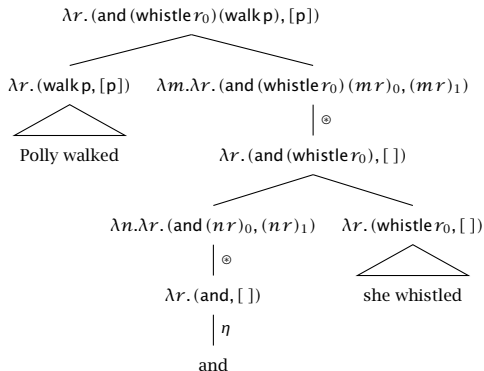 λr. (and (whistle r₀) (walk p), [p])
λr. (walk p, [p]) λm.λr. (and (whistle r₀) (m r)₀, (m r)₁)
⊛
Polly walked
λr. (and (whistle r₀), [ ])
λn.λr. (and (n r)₀, (n r)₁) λr. (whistle r₀, [ ])
⊛
λr. (and, [ ]) she whistled
η
and